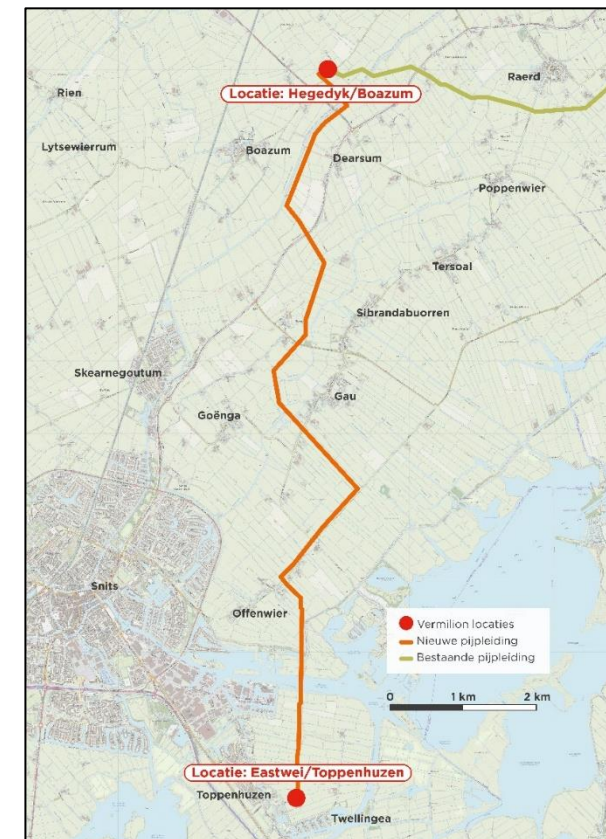 Raerd
Rien
Locatie: Hegedyk/Boazum
Lytsewierrum
Boazum
Dearsum
Poppenwier
Tersoal
Sibrandabuorren
Skearnegoutum
Gau
Goënga
Snits
Offenwier
Vermilion locaties
Nieuwe pijpleiding
Bestaande pijpleiding
0 1 km 2 km
Locatie: Eastwei/Toppenhuzen
Toppenhuzen
Twellingea